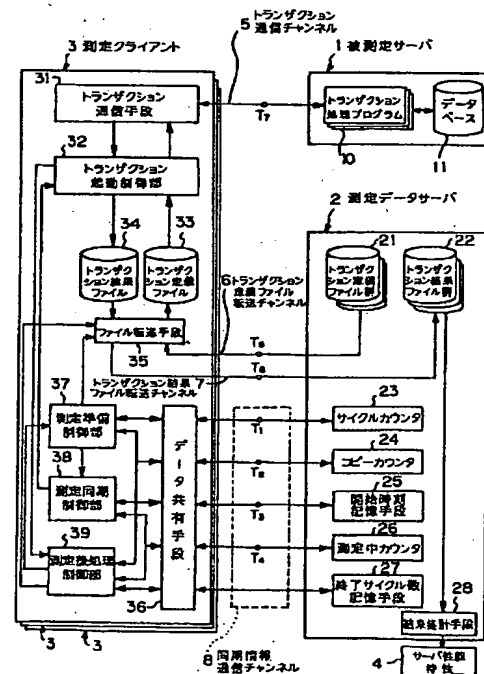 3 測定クライアント
5 トランザクション
通信チャンネル
1 被測定サーバ
31
トランザクション
通信手段
T7
トランザクション
処理プログラム
10
データ
ベース
11
32
トランザクション
起動制御部
2 測定データサーバ
34
33
トランザク
ション結果
ファイル
トランザク
ション定義
ファイル
21
22
トランザク
ション定義
ファイル群
トランザク
ション結果
ファイル群
6 トランザクション
定義ファイル
転送チャンネル
ファイル転送手段
35
T5
T6
トランザクション結果 7
ファイル転送チャンネル
37
測定準備
制御部
38
測定同期
制御部
39
測定後処理
制御部
データ共有手段
36
T1
T2
T3
T4
23
サイクルカウンタ
24
コピーカウンタ
25
開始時刻
記憶手段
26
測定中カウンタ
27
終了サイクル数
記憶手段
28
結果集計手段
3
3
8 同期情報
通信チャンネル
4
サーバ性能
特性